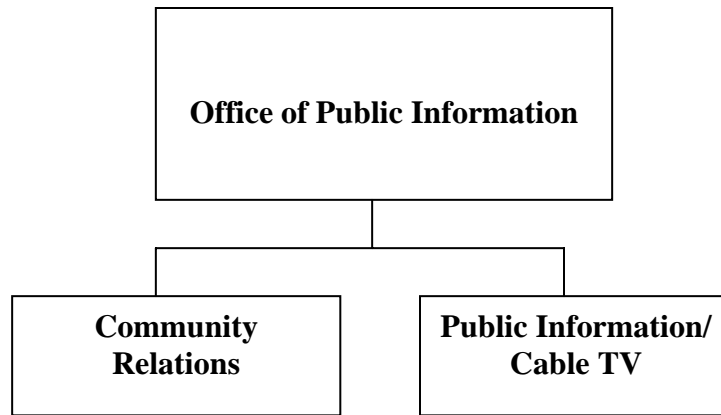 Office of Public Information
Community
Relations
Public Information/
Cable TV